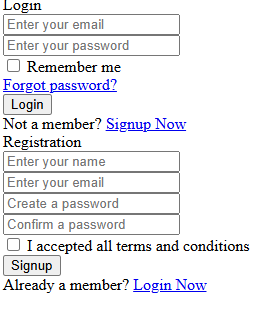 Login
Enter your email
Enter your password
Remember me
Forgot password?
Login
Not a member? Signup Now
Registration
Enter your name
Enter your email
Create a password
Confirm a password
I accepted all terms and conditions
Signup
Already a member? Login Now